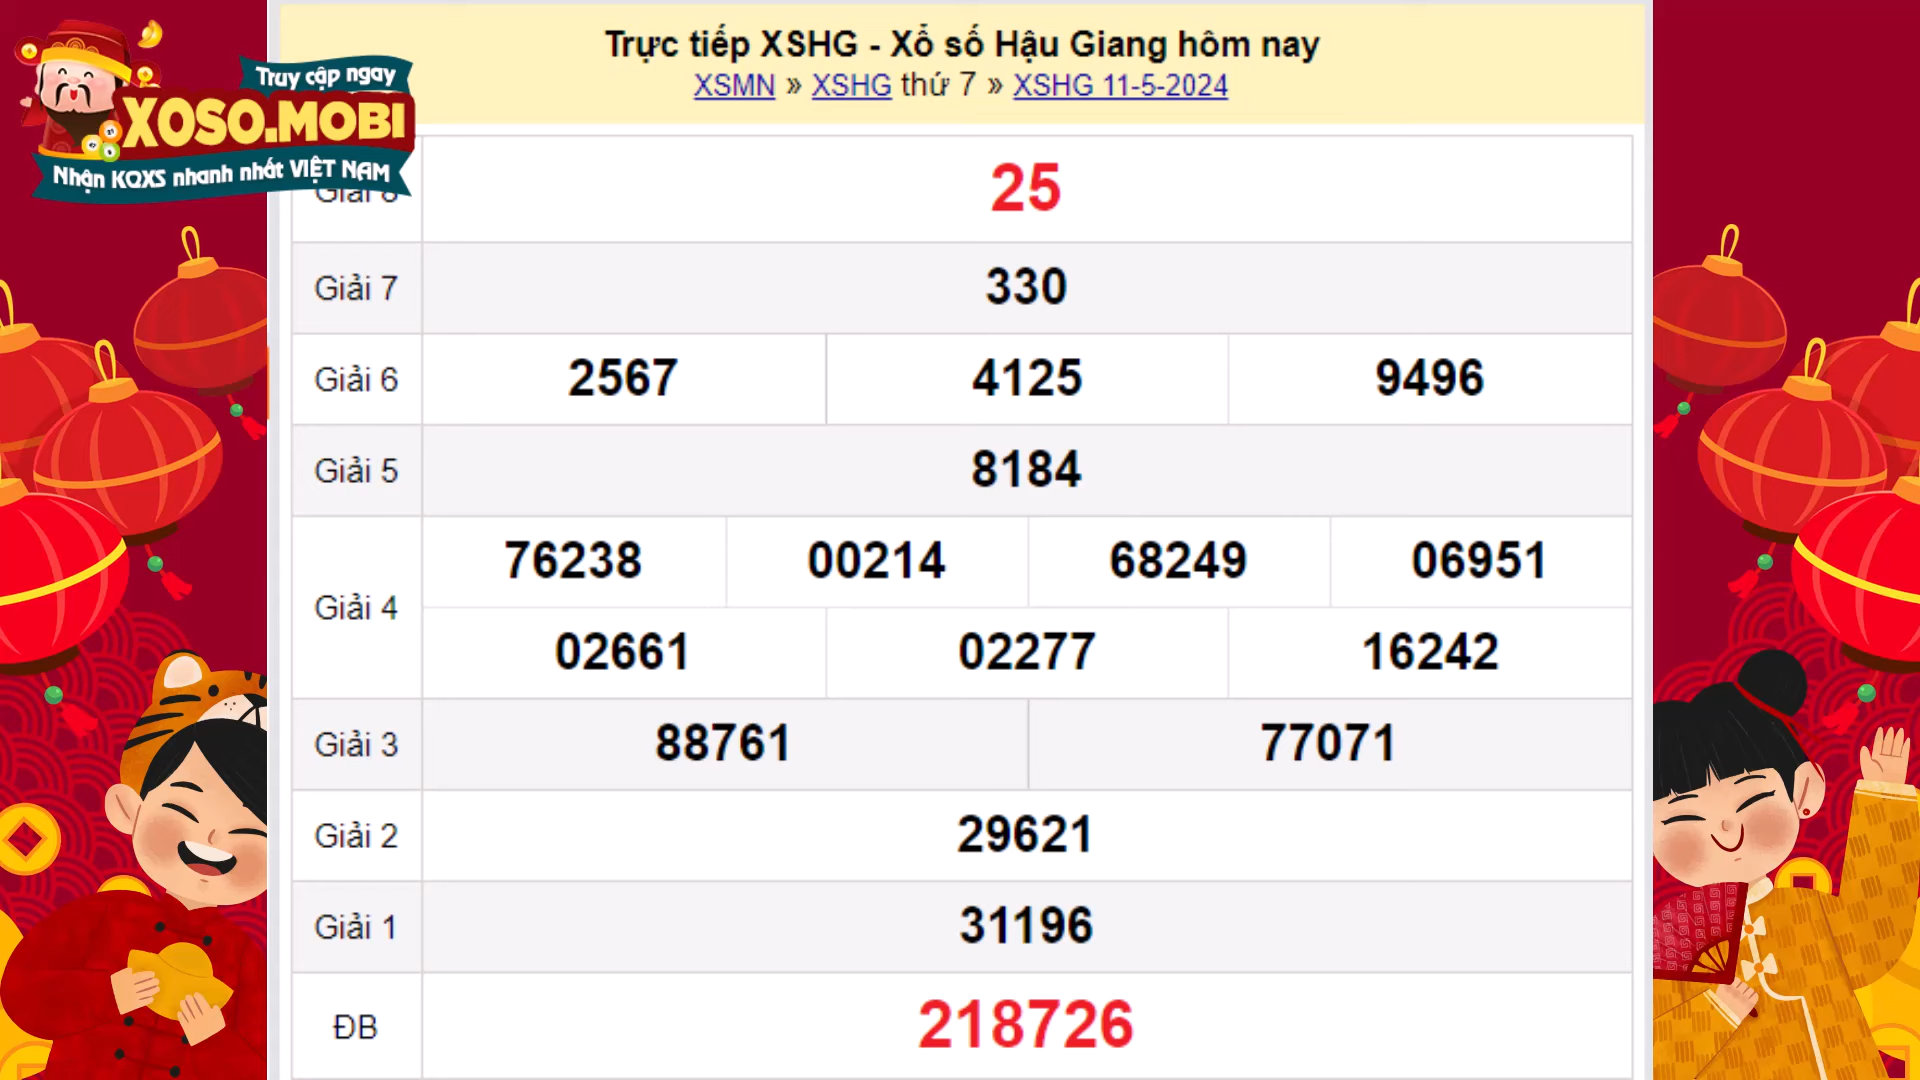 Truy cập ngay
XOSO.MOBI
Nhận KQXS nhanh nhất VIỆT NAM
Trực tiếp XSHG - Xổ số Hậu Giang hôm nay
XSMN » XSHG thứ 7 » XSHG 11-5-2024
Giải 8 25
Giải 7 330
Giải 6 2567 4125 9496
Giải 5 8184
Giải 4 76238 00214 68249 06951
02661 02277 16242
Giải 3 88761 77071
Giải 2 29621
Giải 1 31196
ĐB 218726